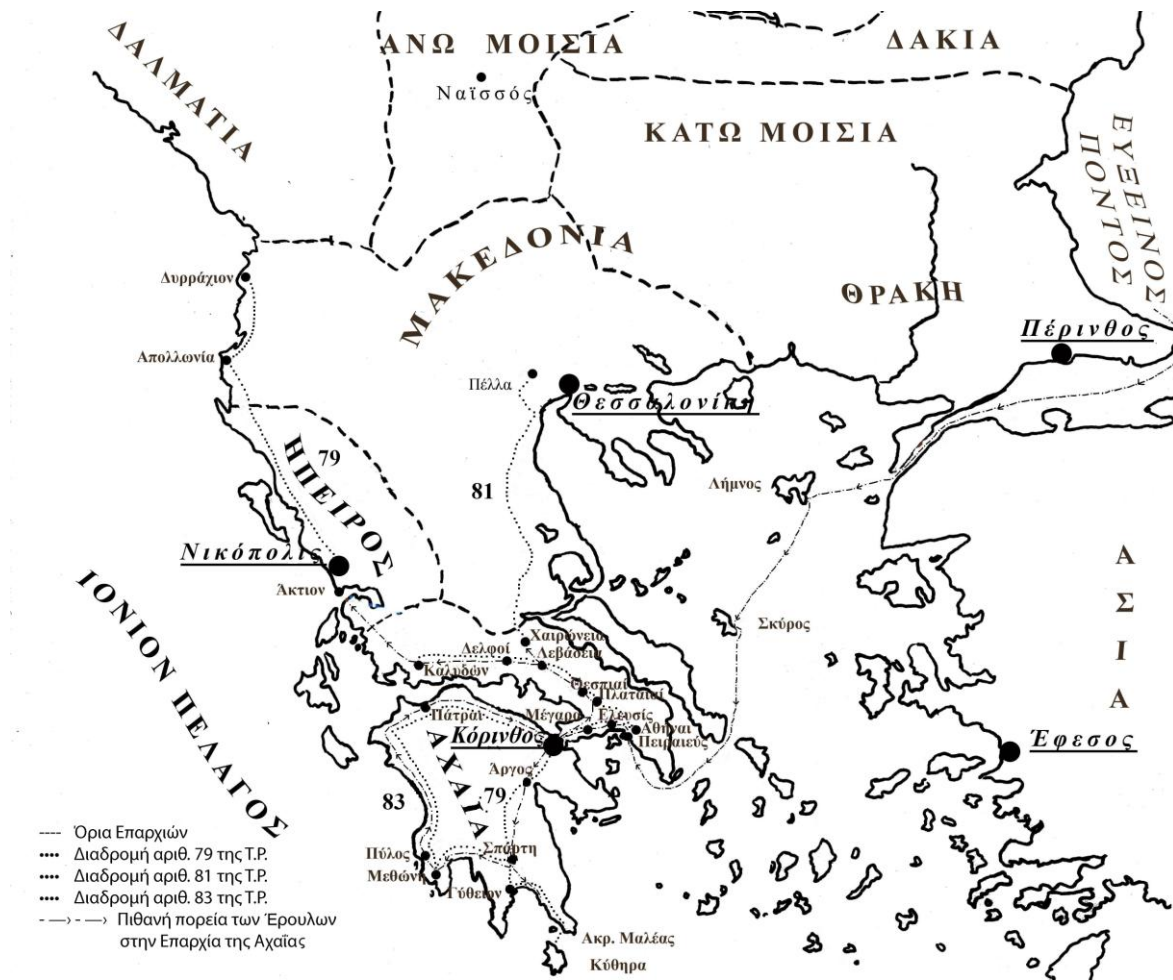 ΔΑΛΜΑΤΙΑ
ΑΝΩ ΜΟΙΣΙΑ
ΔΑΚΙΑ
Ναϊσσός
ΚΑΤΩ ΜΟΙΣΙΑ
ΕΥΞΕΙΝΟΣ
ΠΟΝΤΟΣ
ΜΑΚΕΔΟΝΙΑ
Δυρράχιον
ΘΡΑΚΗ
Πέρινθος
Απολλωνία
Πέλλα
Θεσσαλονίκη
79
ΗΠΕΙΡΟΣ
81
Λήμνος
Νικόπολις
Άκτιον
ΑΣΙΑ
ΙΟΝΙΟΝ ΠΕΛΑΓΟΣ
Σκύρος
Χαιρώνεια
Δελφοί
Λεβάδεια
Καλυδών
Θεσπιαί
Πλαταιαί
Πάτραι
Μέγαρα
Ελευσίς
Αθήναι
Κόρινθος
Πειραιεύς
Έφεσος
ΑΧΑΪΑ
Άργος
79
83
Σπάρτη
Πύλος
Μεθώνη
Γύθειον
Ακρ. Μαλέας
Κύθηρα
---- Όρια Επαρχιών
•••• Διαδρομή αριθ. 79 της Τ.Ρ.
•••• Διαδρομή αριθ. 81 της Τ.Ρ.
•••• Διαδρομή αριθ. 83 της Τ.Ρ.
- —›- —› Πιθανή πορεία των Έρουλων
στην Επαρχία της Αχαΐας